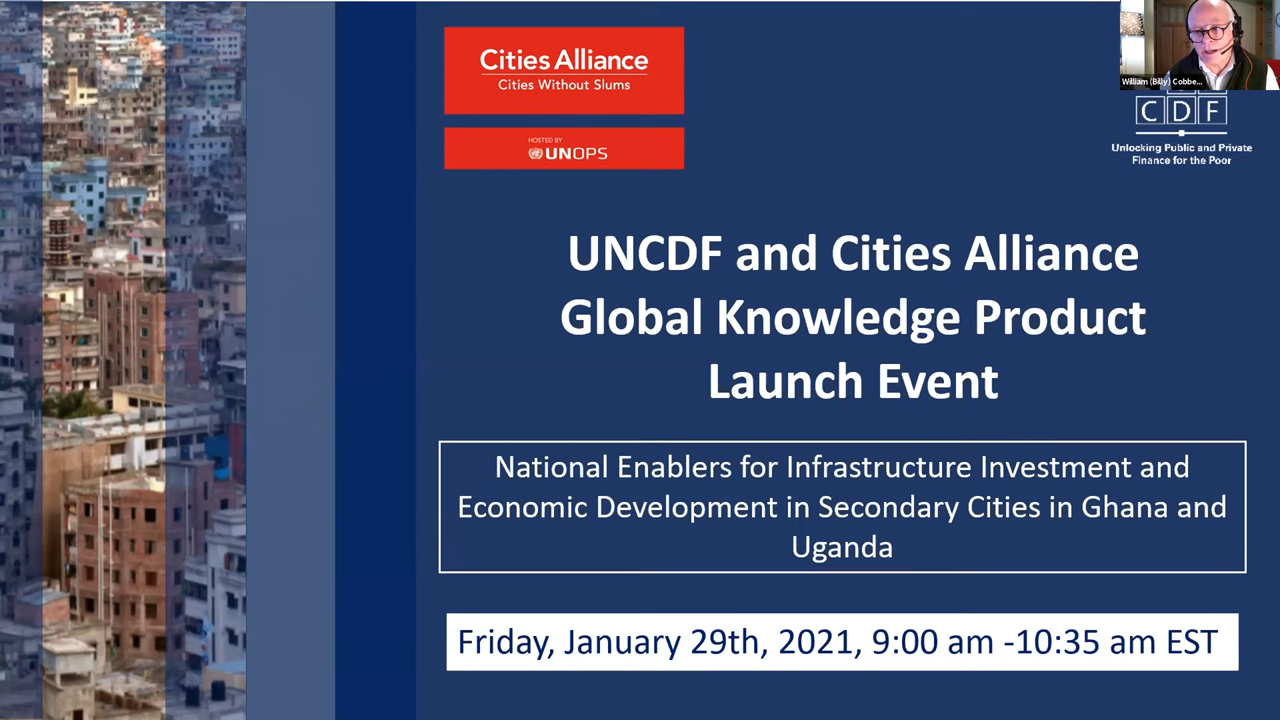 Cities Alliance
Cities Without Slums
HOSTED BY
UNOPS
William (Billy) Cobbe...
CDF
Unlocking Public and Private
Finance for the Poor
UNCDF and Cities Alliance
Global Knowledge Product
Launch Event
National Enablers for Infrastructure Investment and
Economic Development in Secondary Cities in Ghana and
Uganda
Friday, January 29th, 2021, 9:00 am -10:35 am EST